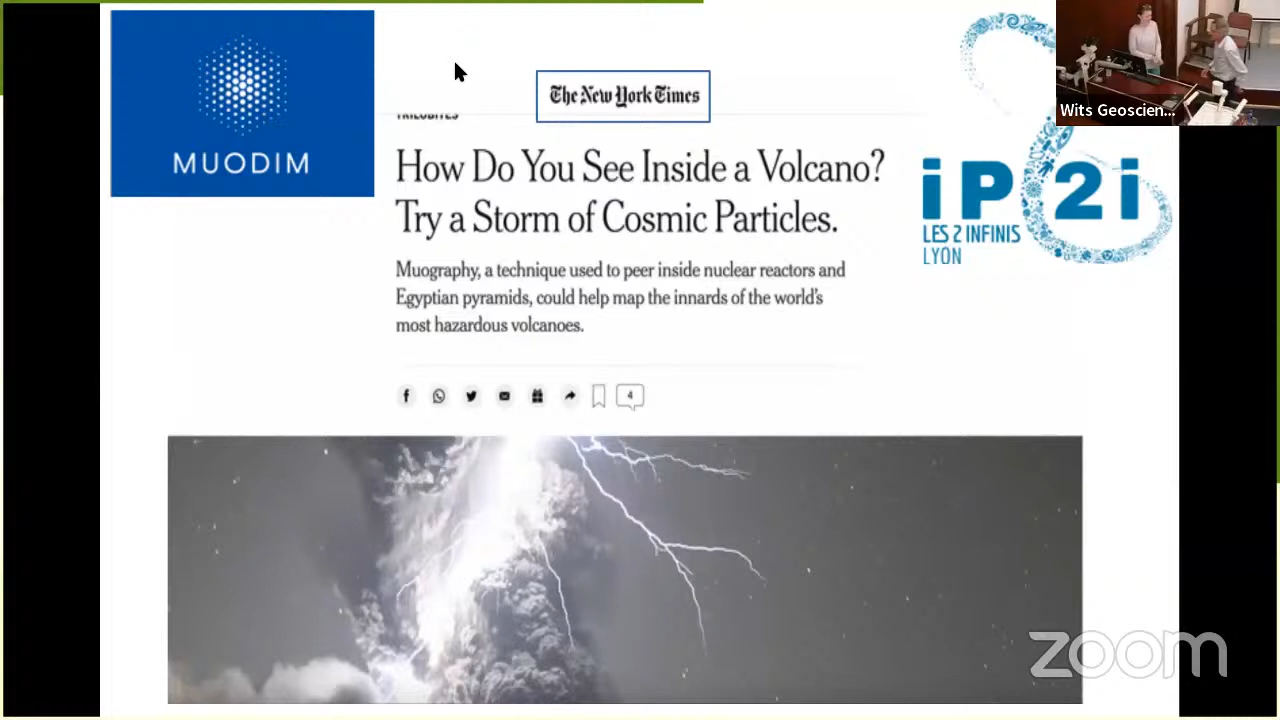 MUODIM
The New York Times
TRILOBITES
How Do You See Inside a Volcano?
Try a Storm of Cosmic Particles.
Muography, a technique used to peer inside nuclear reactors and
Egyptian pyramids, could help map the innards of the world's
most hazardous volcanoes.
4
iP2i
LES 2 INFINIS
LYON
Wits Geoscien...
zoom